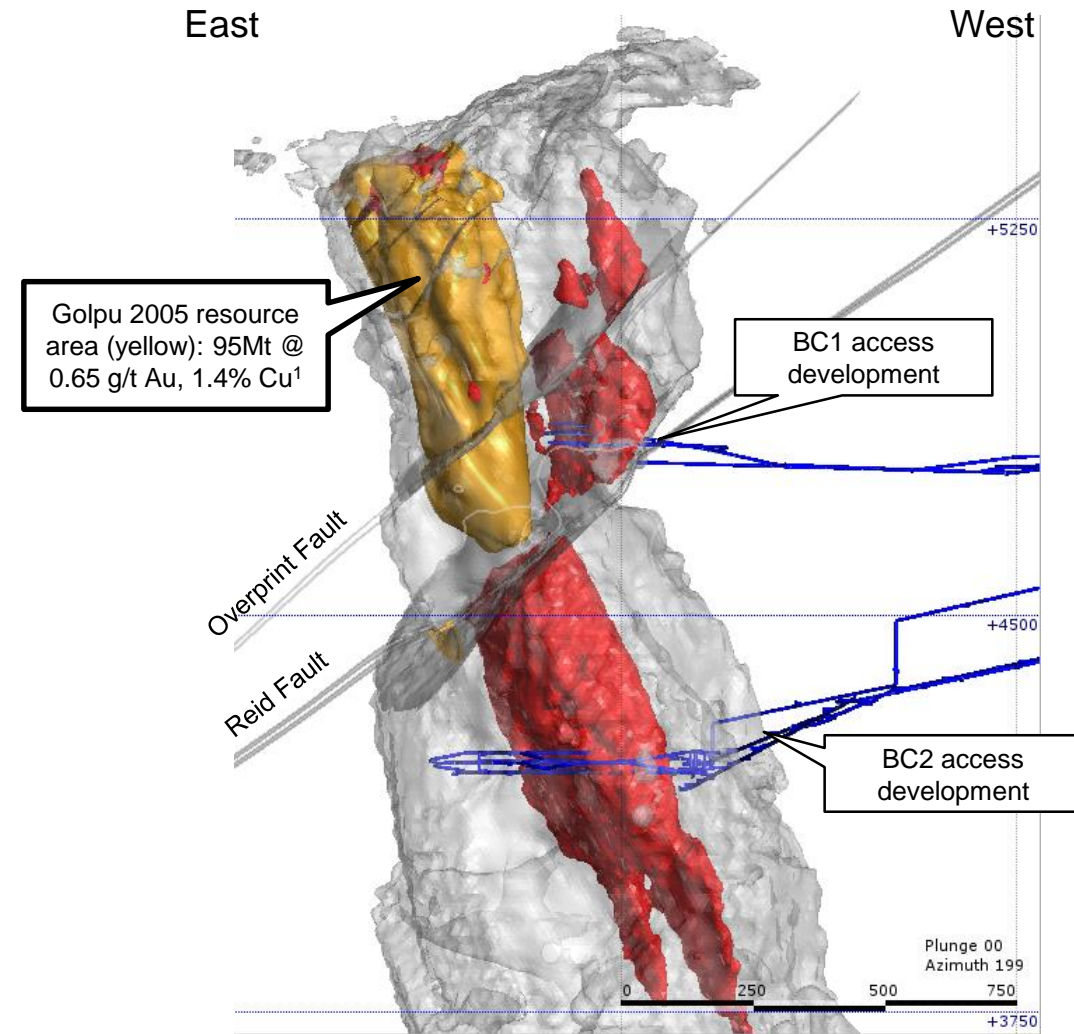 East
West
+5250
Golpu 2005 resource
area (yellow): 95Mt @
0.65 g/t Au, 1.4% Cu¹
BC1 access
development
Overprint Fault
+4500
Reid Fault
BC2 access
development
Plunge 00
Azimuth 199
0 250 500 750
+3750